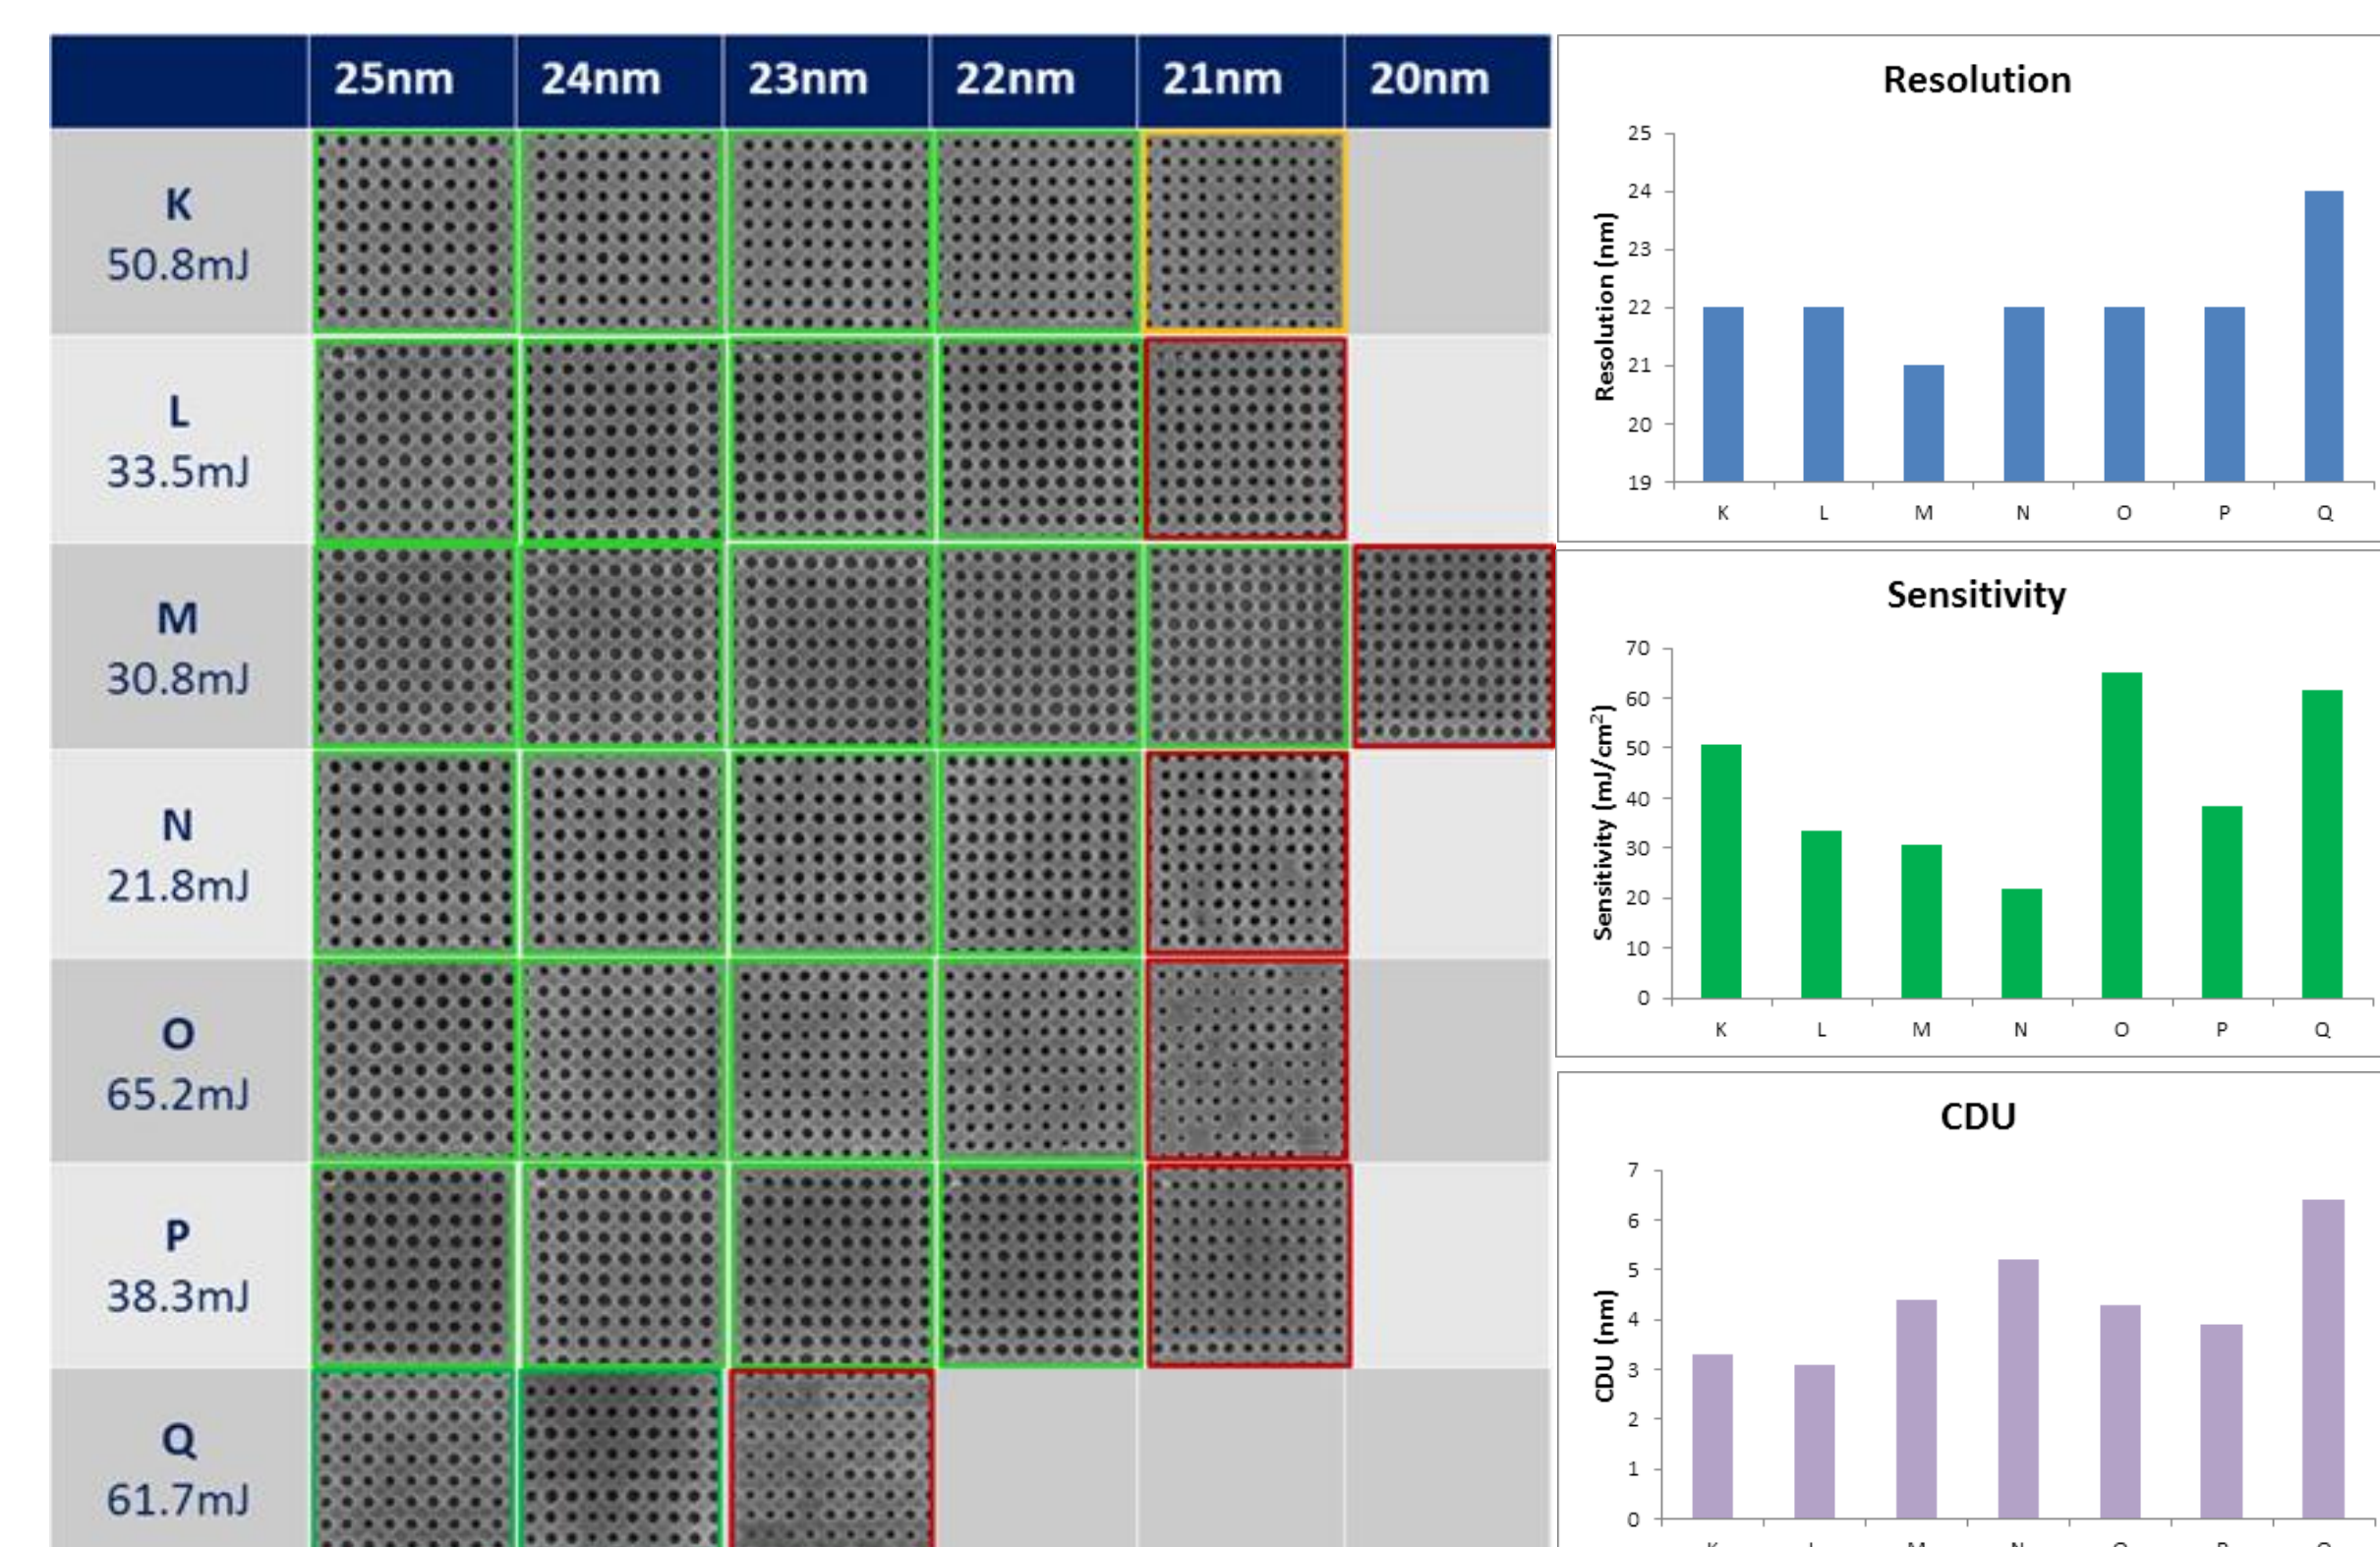 25nm 24nm 23nm 22nm 21nm 20nm
K
50.8mJ
L
33.5mJ
M
30.8mJ
N
21.8mJ
O
65.2mJ
P
38.3mJ
Q
61.7mJ
Resolution
Resolution (nm)
25
24
23
22
21
20
19
K L M N O P Q
Sensitivity
Sensitivity (mJ/cm²)
70
60
50
40
30
20
10
0
K L M N O P Q
CDU
CDU (nm)
7
6
5
4
3
2
1
0